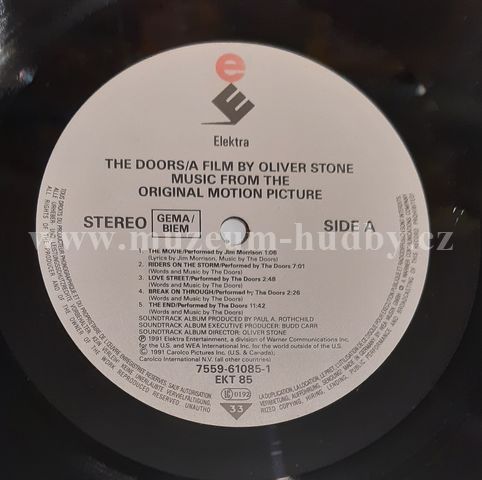 e
E
Elektra
THE DOORS/A FILM BY OLIVER STONE
MUSIC FROM THE
ORIGINAL MOTION PICTURE
STEREO GEMA/ BIEM SIDE A
www.muzeum-hudby.cz
1. THE MOVIE/Performed by Jim Morrison 1:06
(Lyrics by Jim Morrison, Music by The Doors)
2. RIDERS ON THE STORM/Performed by The Doors 7:01
(Words and Music by The Doors)
3. LOVE STREET/Performed by The Doors 2:48
(Words and Music by The Doors)
4. BREAK ON THROUGH/Performed by The Doors 2:26
(Words and Music by The Doors)
5. THE END/Performed by The Doors 11:42
(Words and Music by The Doors)
SOUNDTRACK ALBUM PRODUCED BY PAUL A. ROTHCHILD
SOUNDTRACK ALBUM EXECUTIVE PRODUCER: BUDD CARR
SOUNDTRACK ALBUM DIRECTOR: OLIVER STONE
℗ 1991 Elektra Entertainment, a division of Warner Communications Inc.
for the U.S. and WEA International Inc. for the world outside of the U.S.
© 1991 Carolco Pictures Inc. (U.S. & Canada),
Carolco International N.V. (all other territories).
7559-61085-1
EKT 85
LC 0192
33